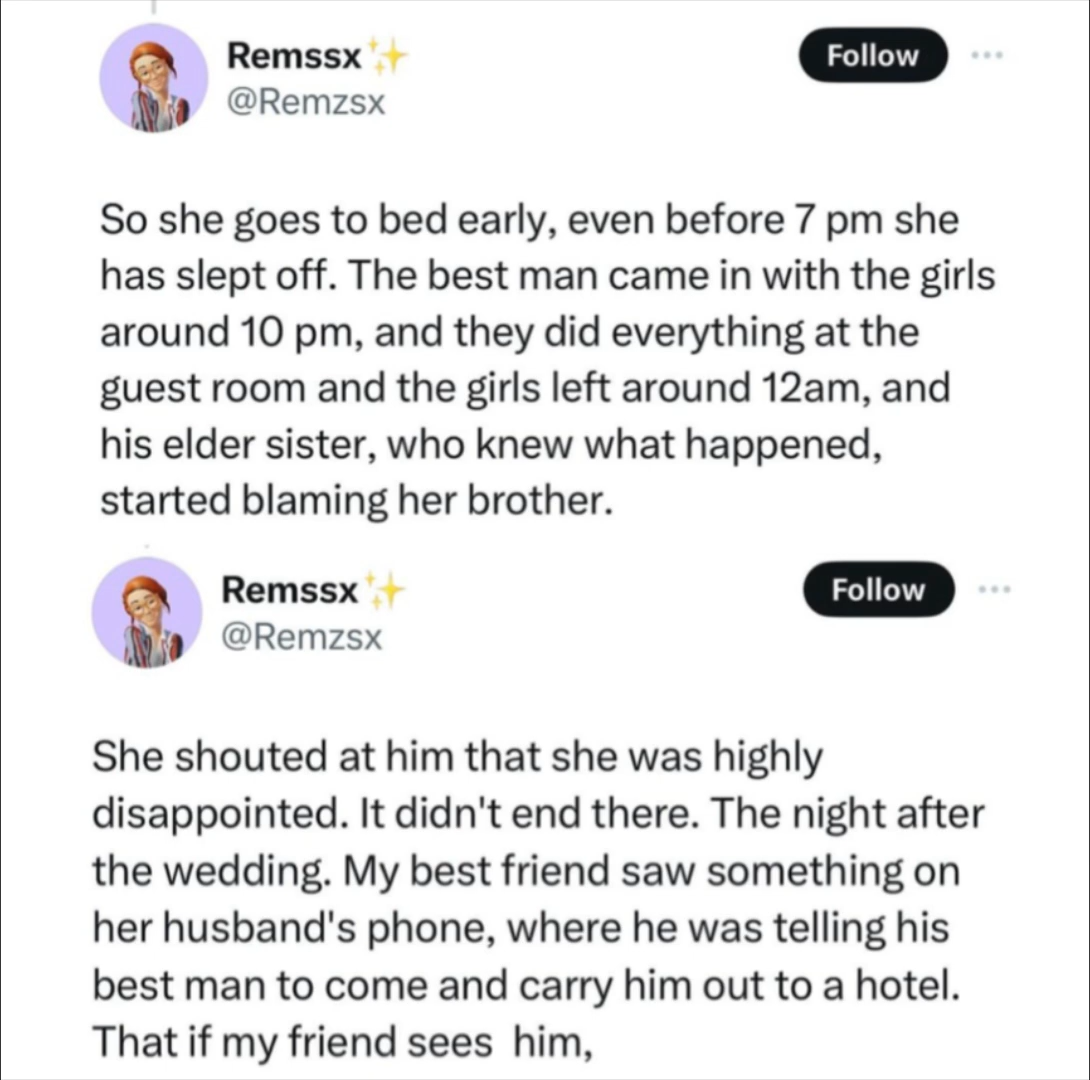 Remssx✨
@Remzsx
Follow
So she goes to bed early, even before 7 pm she
has slept off. The best man came in with the girls
around 10 pm, and they did everything at the
guest room and the girls left around 12am, and
his elder sister, who knew what happened,
started blaming her brother.
Remssx✨
@Remzsx
Follow
She shouted at him that she was highly
disappointed. It didn't end there. The night after
the wedding. My best friend saw something on
her husband's phone, where he was telling his
best man to come and carry him out to a hotel.
That if my friend sees  him,